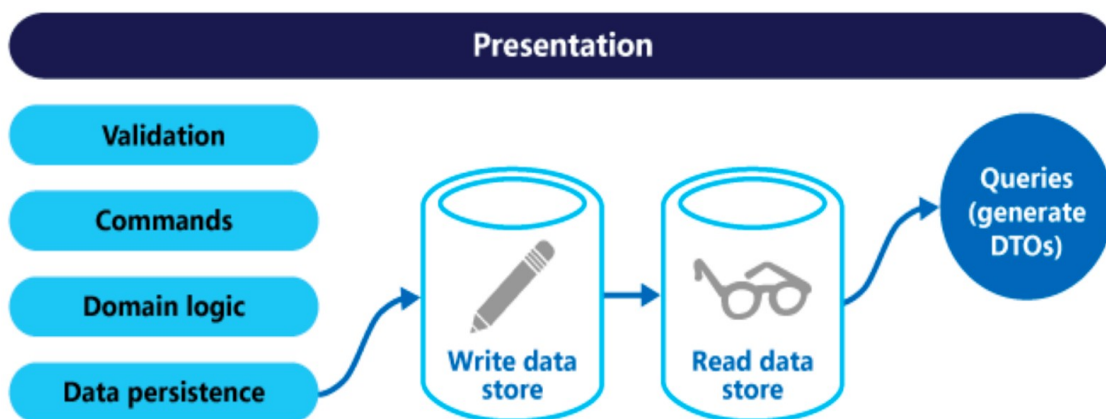 Presentation
Validation
Commands
Domain logic
Data persistence
Write data
store
Read data
store
Queries
(generate
DTOs)